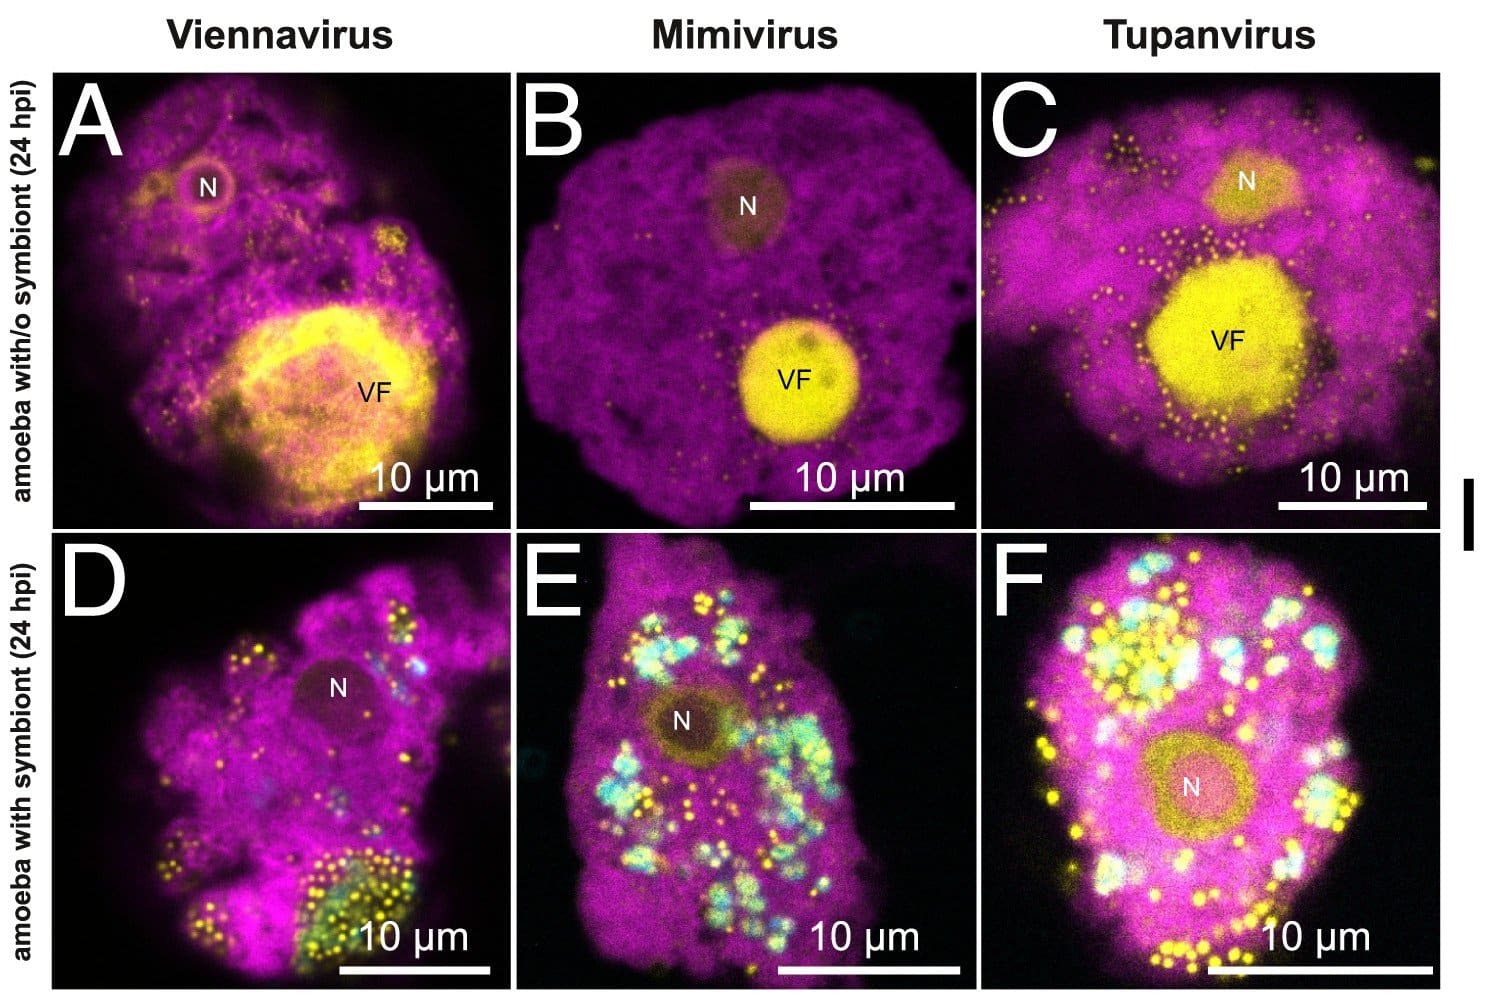 Viennavirus Mimivirus Tupanvirus
amoeba with/o symbiont (24 hpi)
A
N
VF
10 µm
B
N
VF
10 µm
C
N
VF
10 µm
amoeba with symbiont (24 hpi)
D
N
10 µm
E
N
10 µm
F
N
10 µm